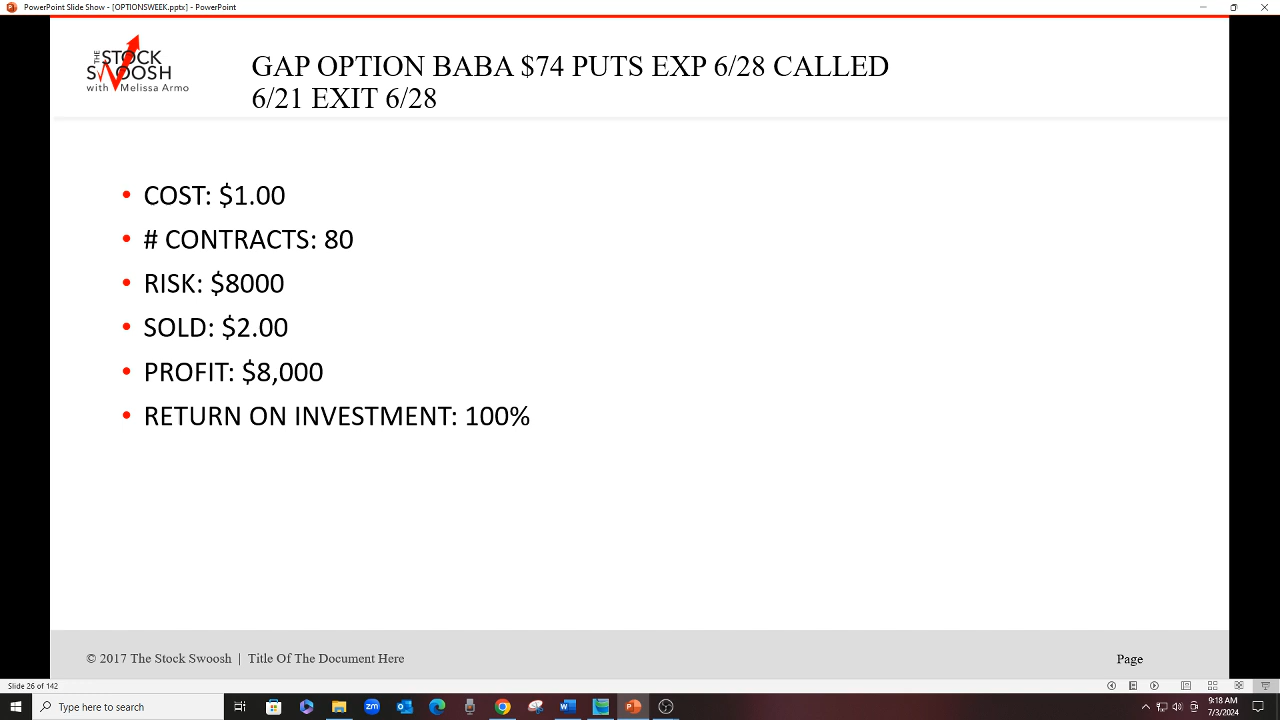 PowerPoint Slide Show - [OPTIONSWEEK.pptx] - PowerPoint
THE
STOCK
SWOOSH
with Melissa Armo
GAP OPTION BABA $74 PUTS EXP 6/28 CALLED
6/21 EXIT 6/28
• COST: $1.00
• # CONTRACTS: 80
• RISK: $8000
• SOLD: $2.00
• PROFIT: $8,000
• RETURN ON INVESTMENT: 100%
© 2017 The Stock Swoosh | Title Of The Document Here
Page
Slide 26 of 142
Type here to search
9:18 AM
7/3/2024